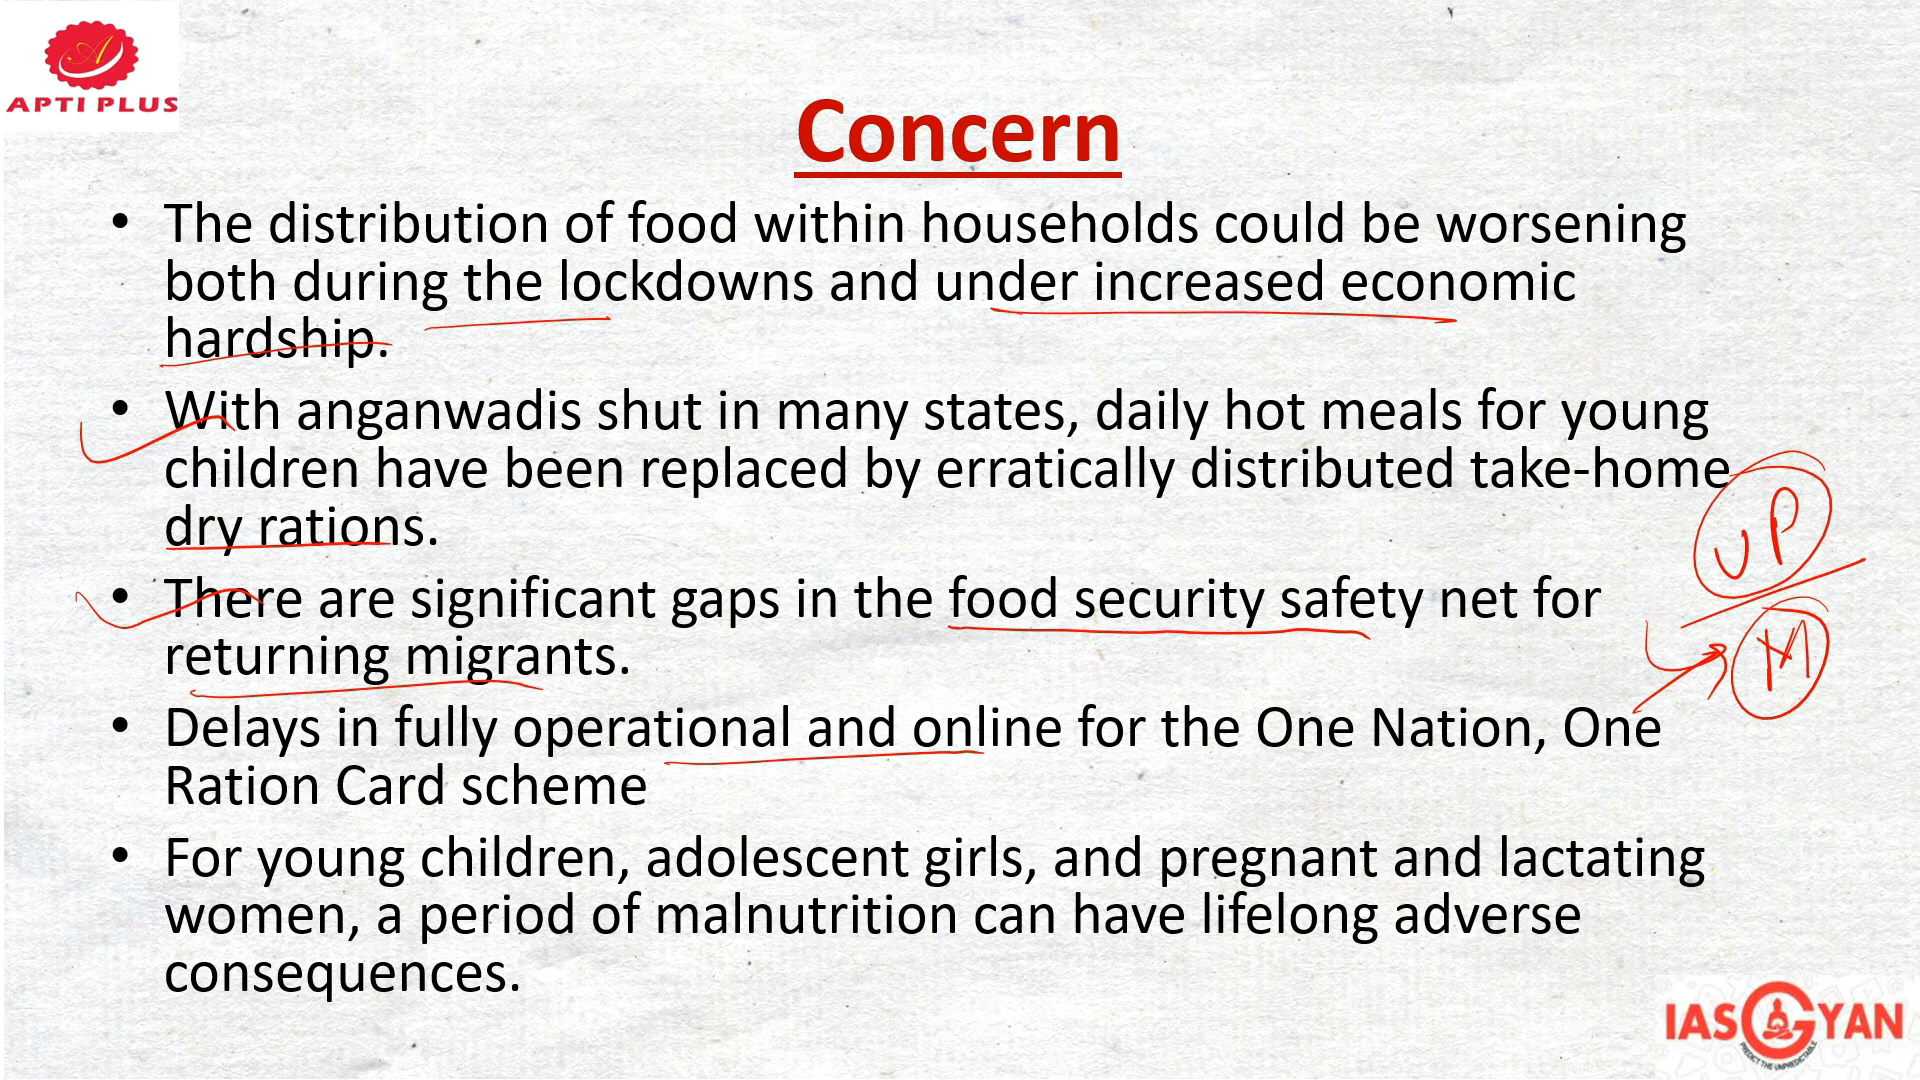 APTI PLUS
Concern
• The distribution of food within households could be worsening
both during the lockdowns and under increased economic
hardship.
• With anganwadis shut in many states, daily hot meals for young
children have been replaced by erratically distributed take-home
dry rations.
UP
• There are significant gaps in the food security safety net for
returning migrants.
M
• Delays in fully operational and online for the One Nation, One
Ration Card scheme
• For young children, adolescent girls, and pregnant and lactating
women, a period of malnutrition can have lifelong adverse
consequences.
IAS GYAN
PREDICT THE UNPREDICTABLE